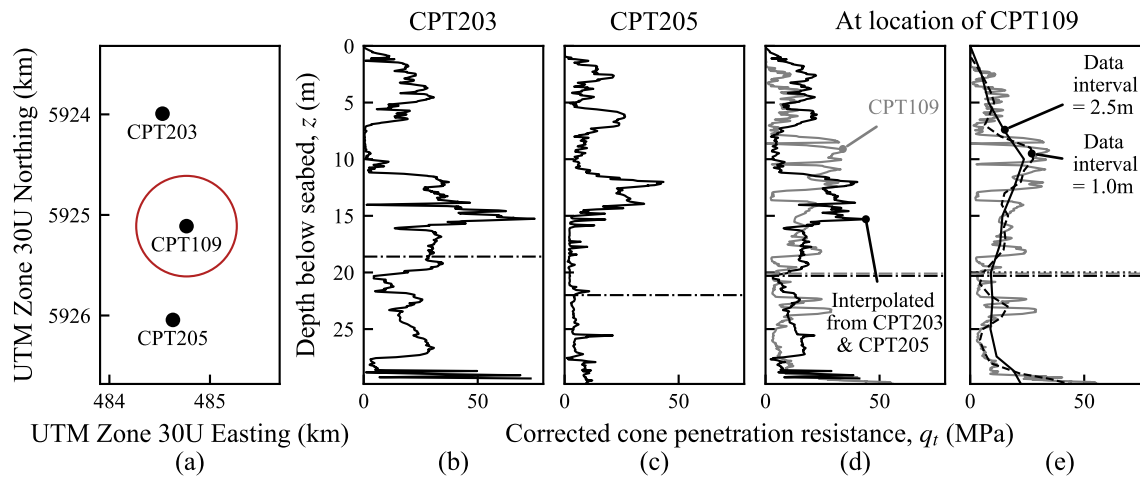 CPT203
CPT205
At location of CPT109
UTM Zone 30U Northing (km)
5924
5925
5926
CPT203
CPT109
CPT205
484
485
UTM Zone 30U Easting (km)
(a)
Depth below seabed, z (m)
0
5
10
15
20
25
0
50
(b)
0
50
(c)
CPT109
Interpolated
from CPT203
& CPT205
0
50
(d)
Data
interval
= 2.5m
Data
interval
= 1.0m
0
50
(e)
Corrected cone penetration resistance, qt (MPa)